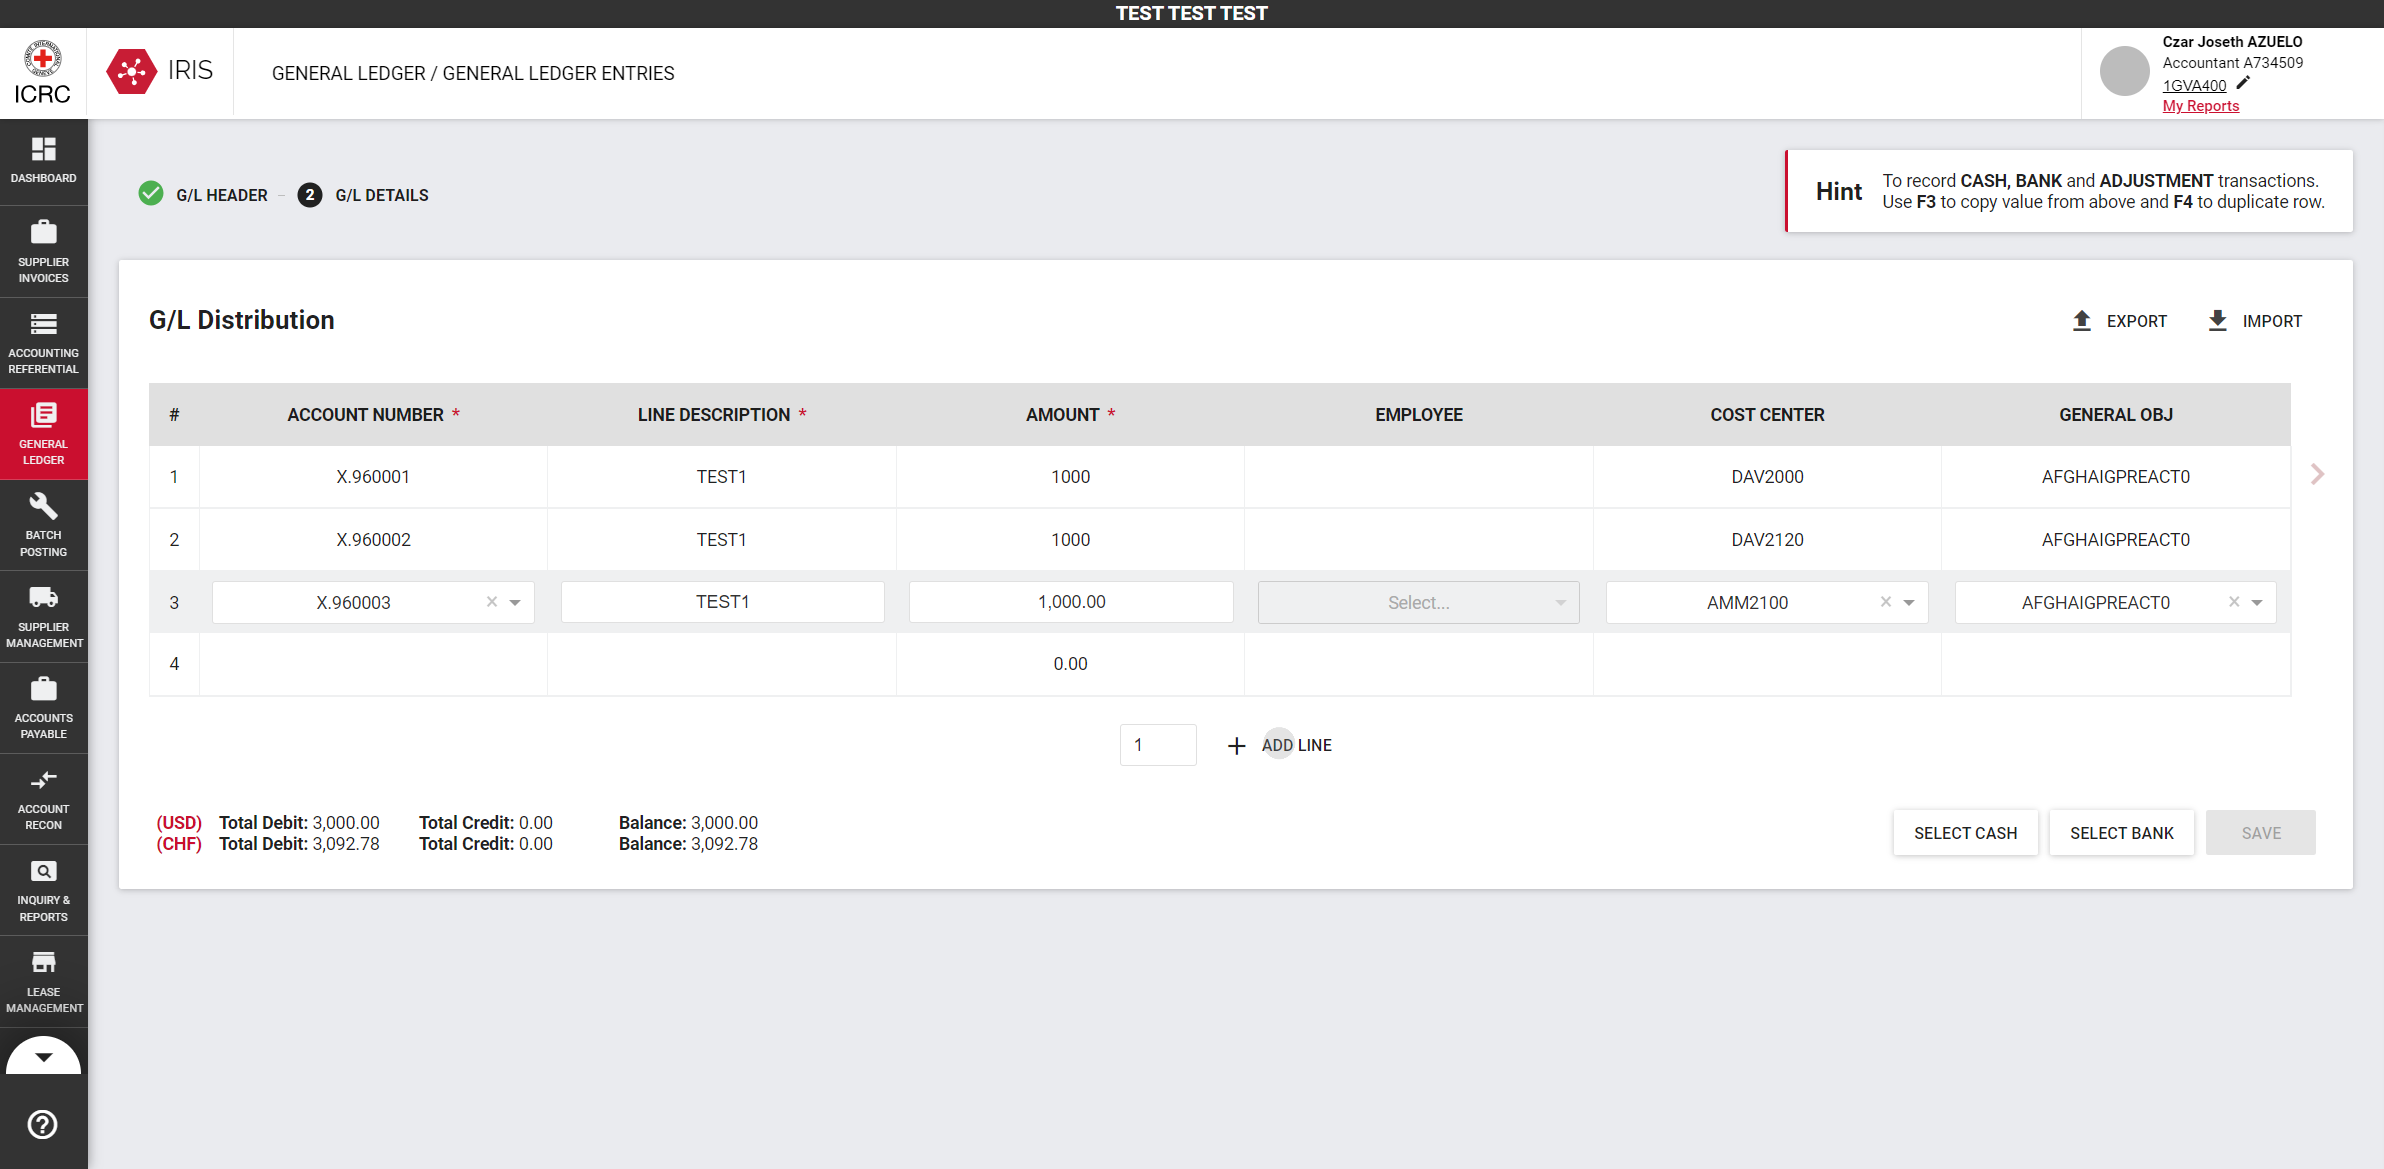 TEST TEST TEST
ICRC
IRIS
GENERAL LEDGER / GENERAL LEDGER ENTRIES
Czar Joseth AZUELO
Accountant A734509
1GVA400
My Reports
DASHBOARD
SUPPLIER
INVOICES
ACCOUNTING
REFERENTIAL
GENERAL
LEDGER
BATCH
POSTING
SUPPLIER
MANAGEMENT
ACCOUNTS
PAYABLE
ACCOUNT
RECON
INQUIRY &
REPORTS
LEASE
MANAGEMENT
G/L HEADER – 2 G/L DETAILS
Hint
To record CASH, BANK and ADJUSTMENT transactions.
Use F3 to copy value from above and F4 to duplicate row.
G/L Distribution
EXPORT IMPORT
# ACCOUNT NUMBER * LINE DESCRIPTION * AMOUNT * EMPLOYEE COST CENTER GENERAL OBJ
1 X.960001 TEST1 1000 DAV2000 AFGHAIGPREACT0
2 X.960002 TEST1 1000 DAV2120 AFGHAIGPREACT0
3 X.960003 × TEST1 1,000.00 Select... AMM2100 × AFGHAIGPREACT0 ×
4 0.00
1 + ADD LINE
(USD) Total Debit: 3,000.00 Total Credit: 0.00 Balance: 3,000.00
(CHF) Total Debit: 3,092.78 Total Credit: 0.00 Balance: 3,092.78
SELECT CASH SELECT BANK SAVE